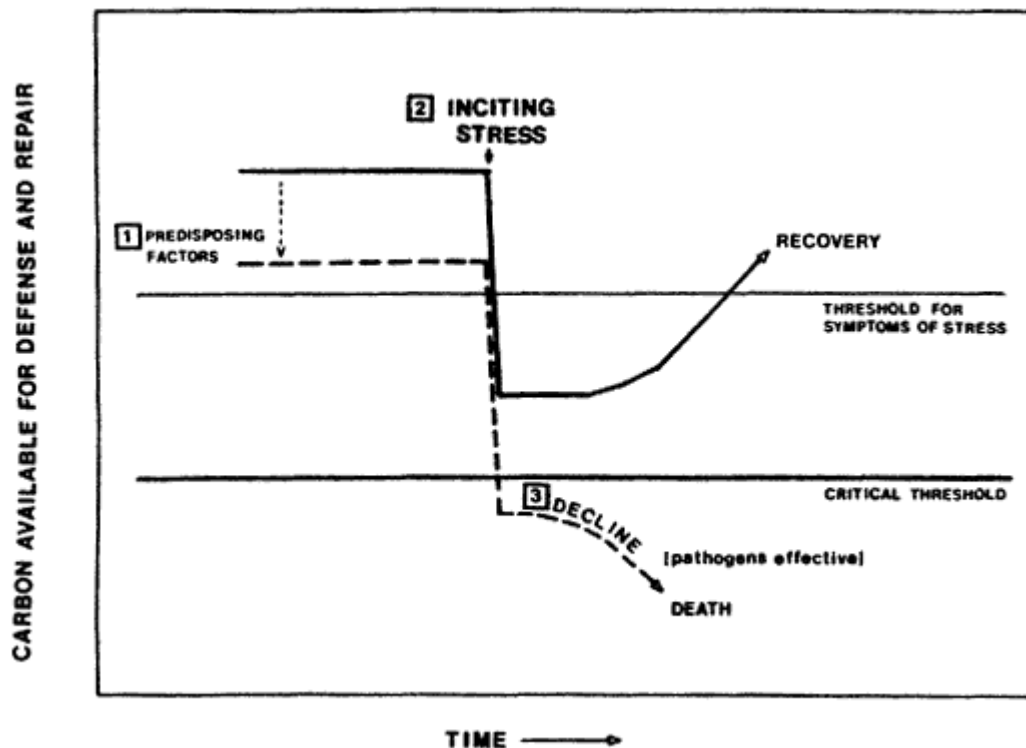 CARBON AVAILABLE FOR DEFENSE AND REPAIR
2 INCITING
STRESS
1 PREDISPOSING
FACTORS
RECOVERY
THRESHOLD FOR
SYMPTOMS OF STRESS
CRITICAL THRESHOLD
3 DECLINE
[pathogens effective]
DEATH
TIME